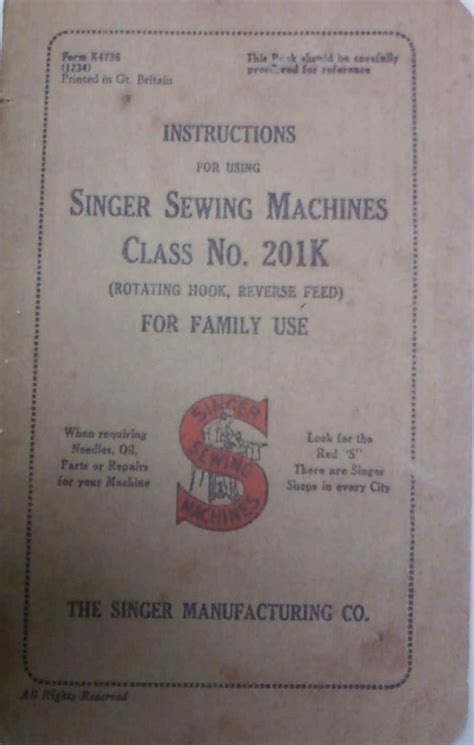 Form K4736
(1234)
Printed in Gt. Britain
This Book should be carefully
preserved for reference
INSTRUCTIONS
FOR USING
SINGER SEWING MACHINES
CLASS NO. 201K
(ROTATING HOOK, REVERSE FEED)
FOR FAMILY USE
When requiring
Needles, Oil,
Parts or Repairs
for your Machine
SINGER
SEWING
MACHINES
Look for the
Red "S"
There are Singer
Shops in every City
THE SINGER MANUFACTURING CO.
All Rights Reserved